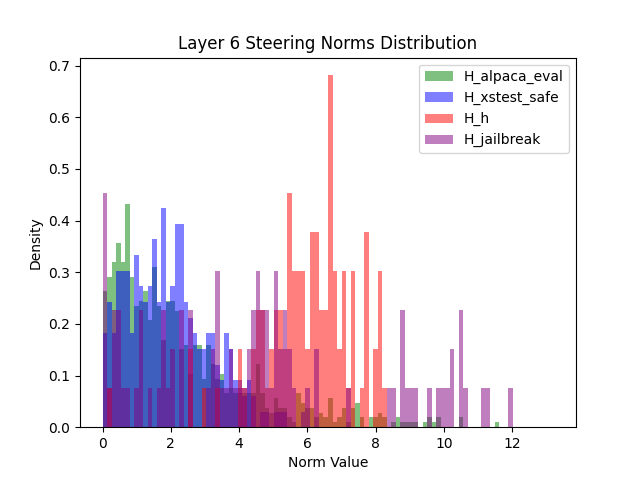 Layer 6 Steering Norms Distribution
H_alpaca_eval
H_xstest_safe
H_h
H_jailbreak
Density
0.7
0.6
0.5
0.4
0.3
0.2
0.1
0.0
0 2 4 6 8 10 12
Norm Value